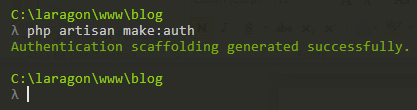 C:\laragon\www\blog
λ php artisan make:auth
Authentication scaffolding generated successfully.
C:\laragon\www\blog
λ